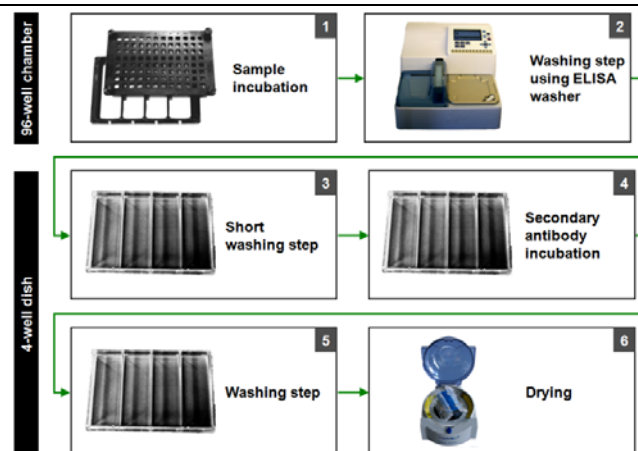 96-well chamber
1
Sample
incubation
2
Washing step
using ELISA
washer
4-well dish
3
Short
washing step
4
Secondary
antibody
incubation
5
Washing step
6
Drying